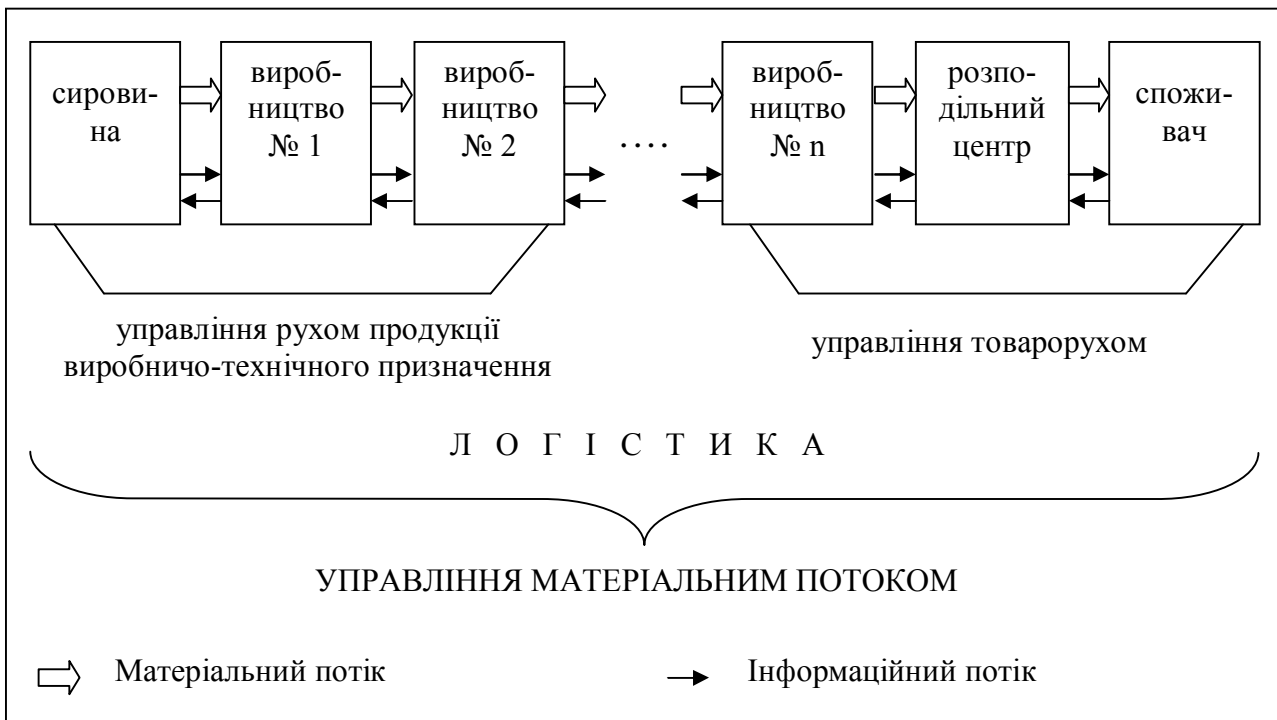 сирови-
на
вироб-
ництво
№ 1
вироб-
ництво
№ 2
....
вироб-
ництво
№ n
розпо-
дільний
центр
спожи-
вач
управління рухом продукції
виробничо-технічного призначення
управління товарорухом
Л О Г І С Т И К А
УПРАВЛІННЯ МАТЕРІАЛЬНИМ ПОТОКОМ
Матеріальний потік
Інформаційний потік